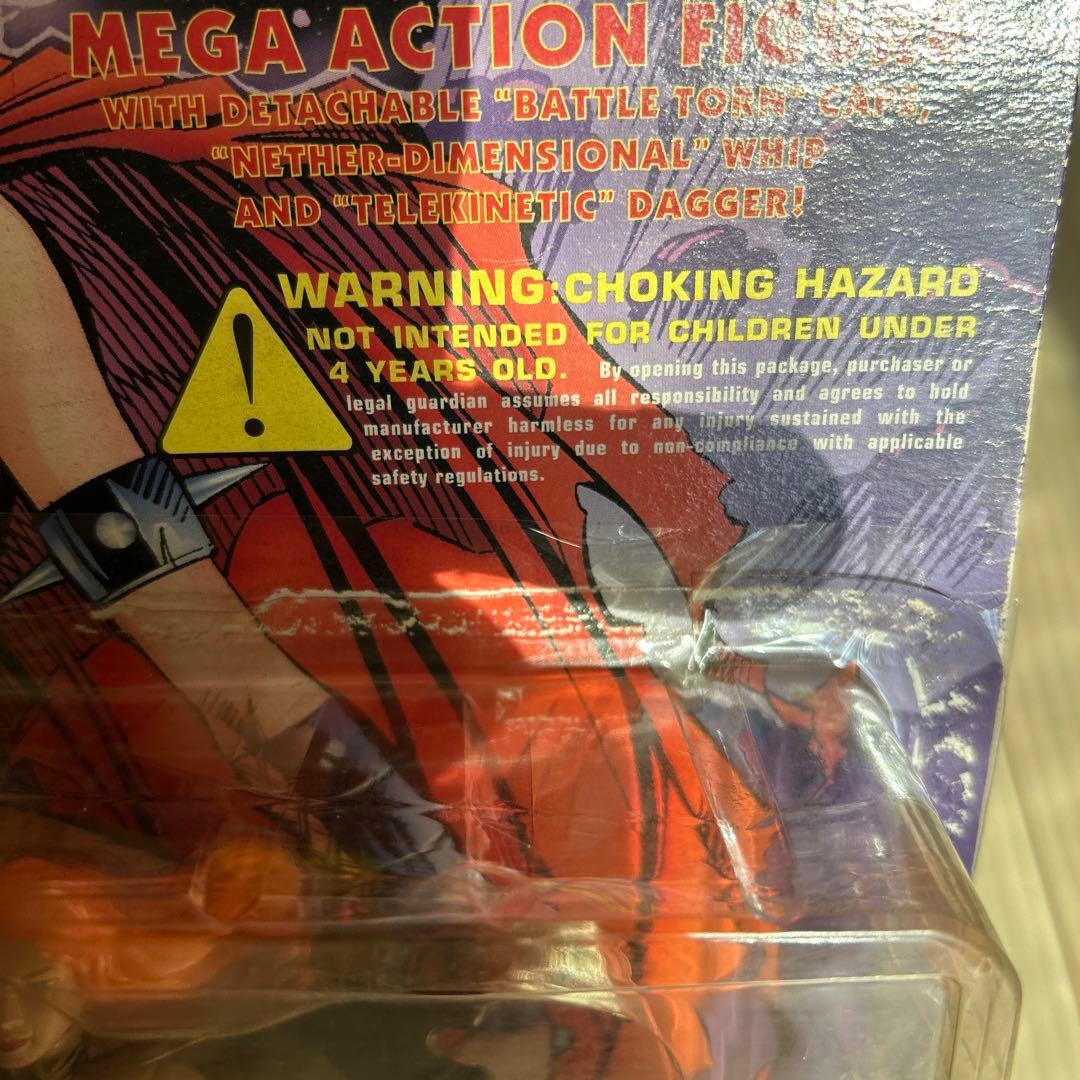 MEGA ACTION FIGURE
WITH DETACHABLE “BATTLE TORN” CAPE,
“NETHER-DIMENSIONAL” WHIP
AND “TELEKINETIC” DAGGER!
WARNING:CHOKING HAZARD
NOT INTENDED FOR CHILDREN UNDER
4 YEARS OLD. By opening this package, purchaser or
legal guardian assumes all responsibility and agrees to hold
manufacturer harmless for any injury sustained with the
exception of injury due to non-compliance with applicable
safety regulations.